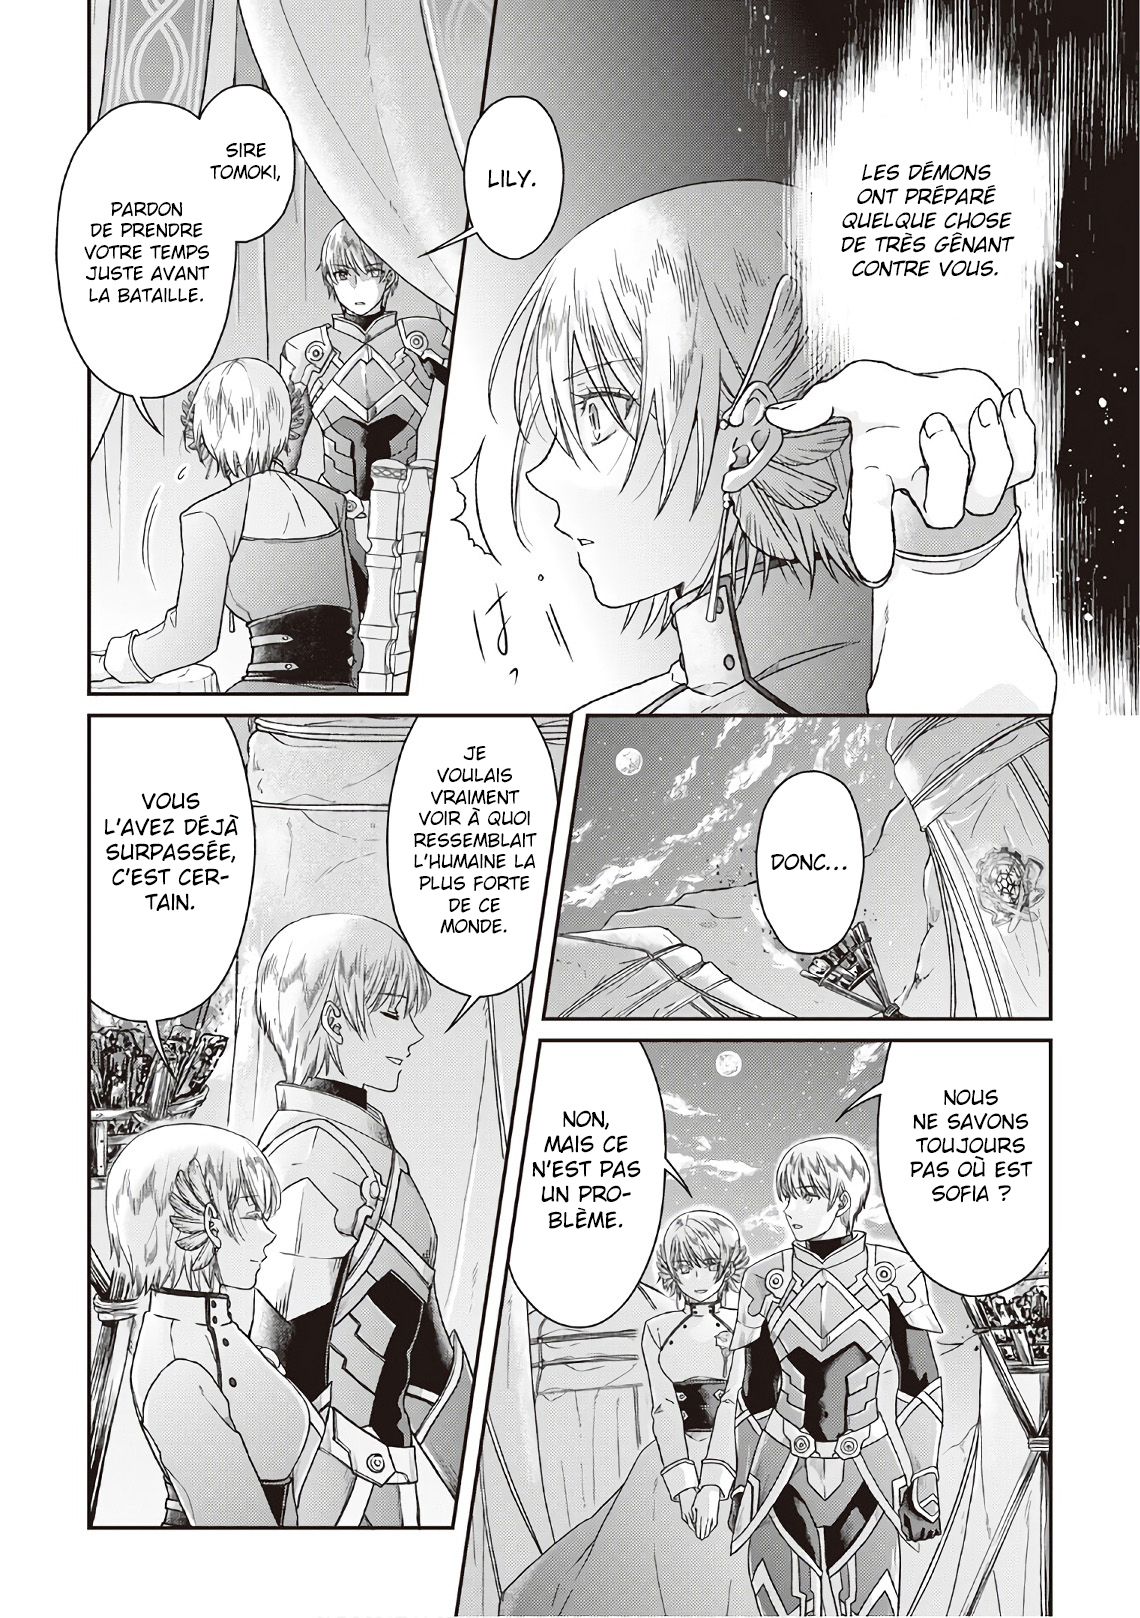 LES DÉMONS
ONT PRÉPARÉ
QUELQUE CHOSE
DE TRÈS GÊNANT
CONTRE VOUS.
LILY.
は
SIRE
TOMOKI,
PARDON
DE PRENDRE
VOTRE TEMPS
JUSTE AVANT
LA BATAILLE.
DONC...
NOUS
NE SAVONS
TOUJOURS
PAS OÙ EST
SOFIA ?
NON,
MAIS CE
N'EST PAS
UN PRO-
BLÈME.
JE
VOULAIS
VRAIMENT
VOIR À QUOI
RESSEMBLAIT
L'HUMAINE LA
PLUS FORTE
DE CE
MONDE.
VOUS
L'AVEZ DÉJÀ
SURPASSÉE,
C'EST CER-
TAIN.